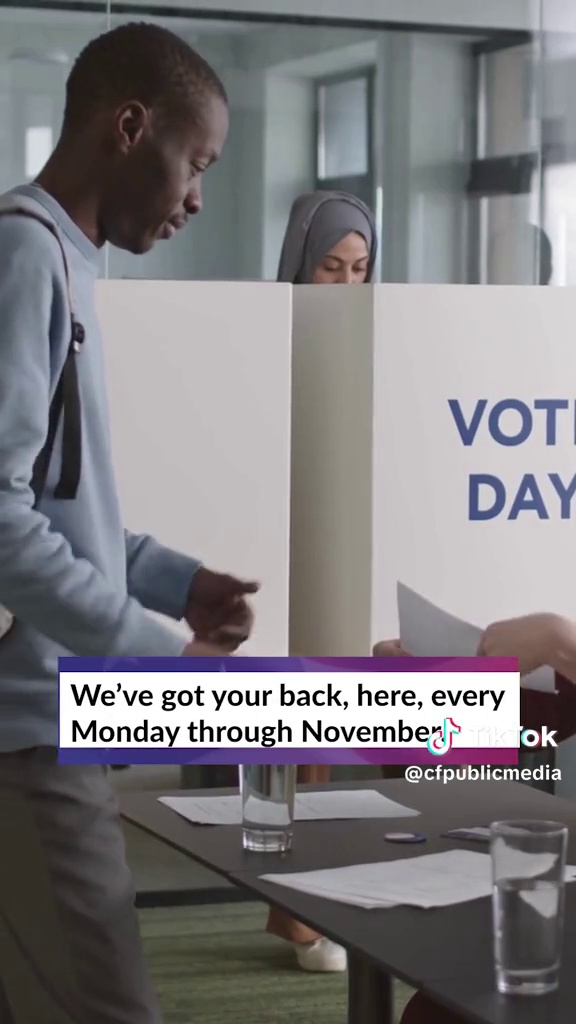 VOT
DAY
We've got your back, here, every
Monday through November!
TikTok
@cfpublicmedia